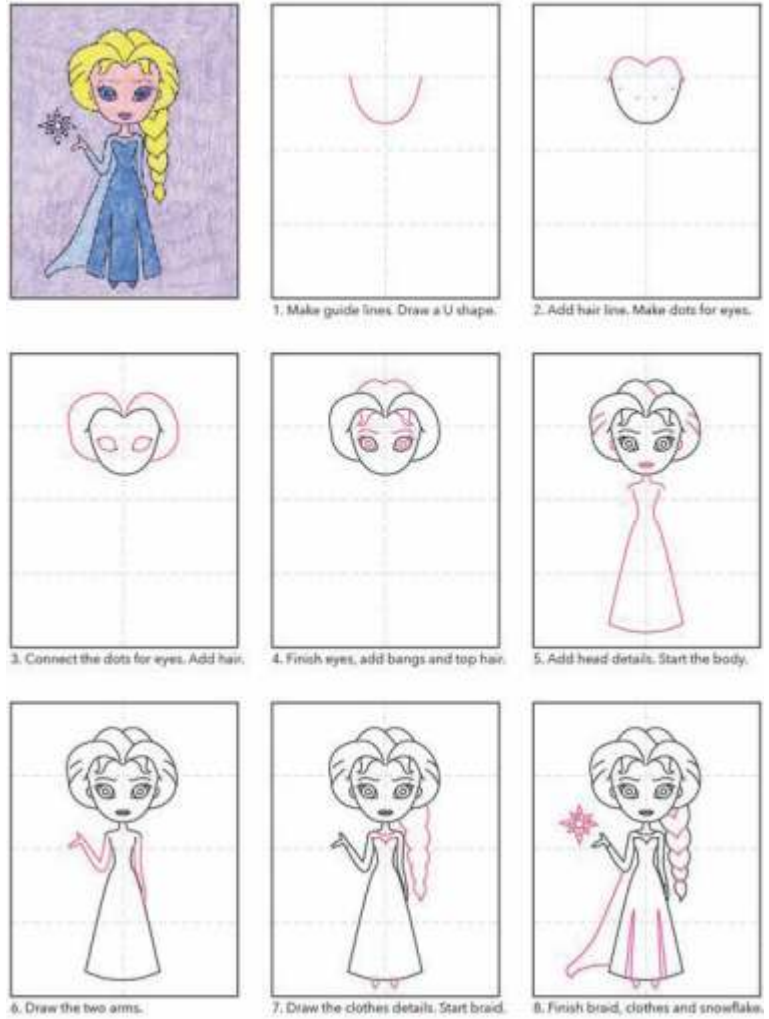 1. Make guide lines. Draw a U shape.
2. Add hair line. Make dots for eyes.
3. Connect the dots for eyes. Add hair.
4. Finish eyes, add bangs and top hair.
5. Add head details. Start the body.
6. Draw the two arms.
7. Draw the clothes details. Start braid.
8. Finish braid, clothes and snowflake.